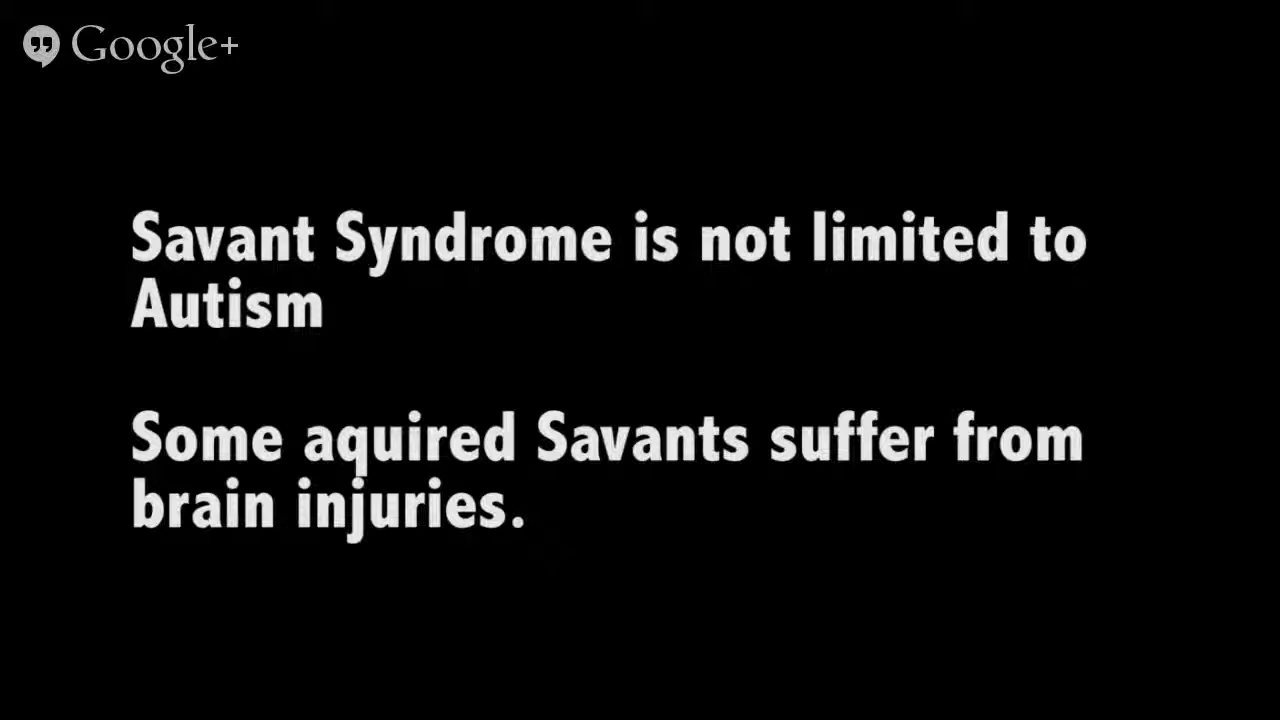 Google+
Savant Syndrome is not limited to
Autism
Some aquired Savants suffer from
brain injuries.